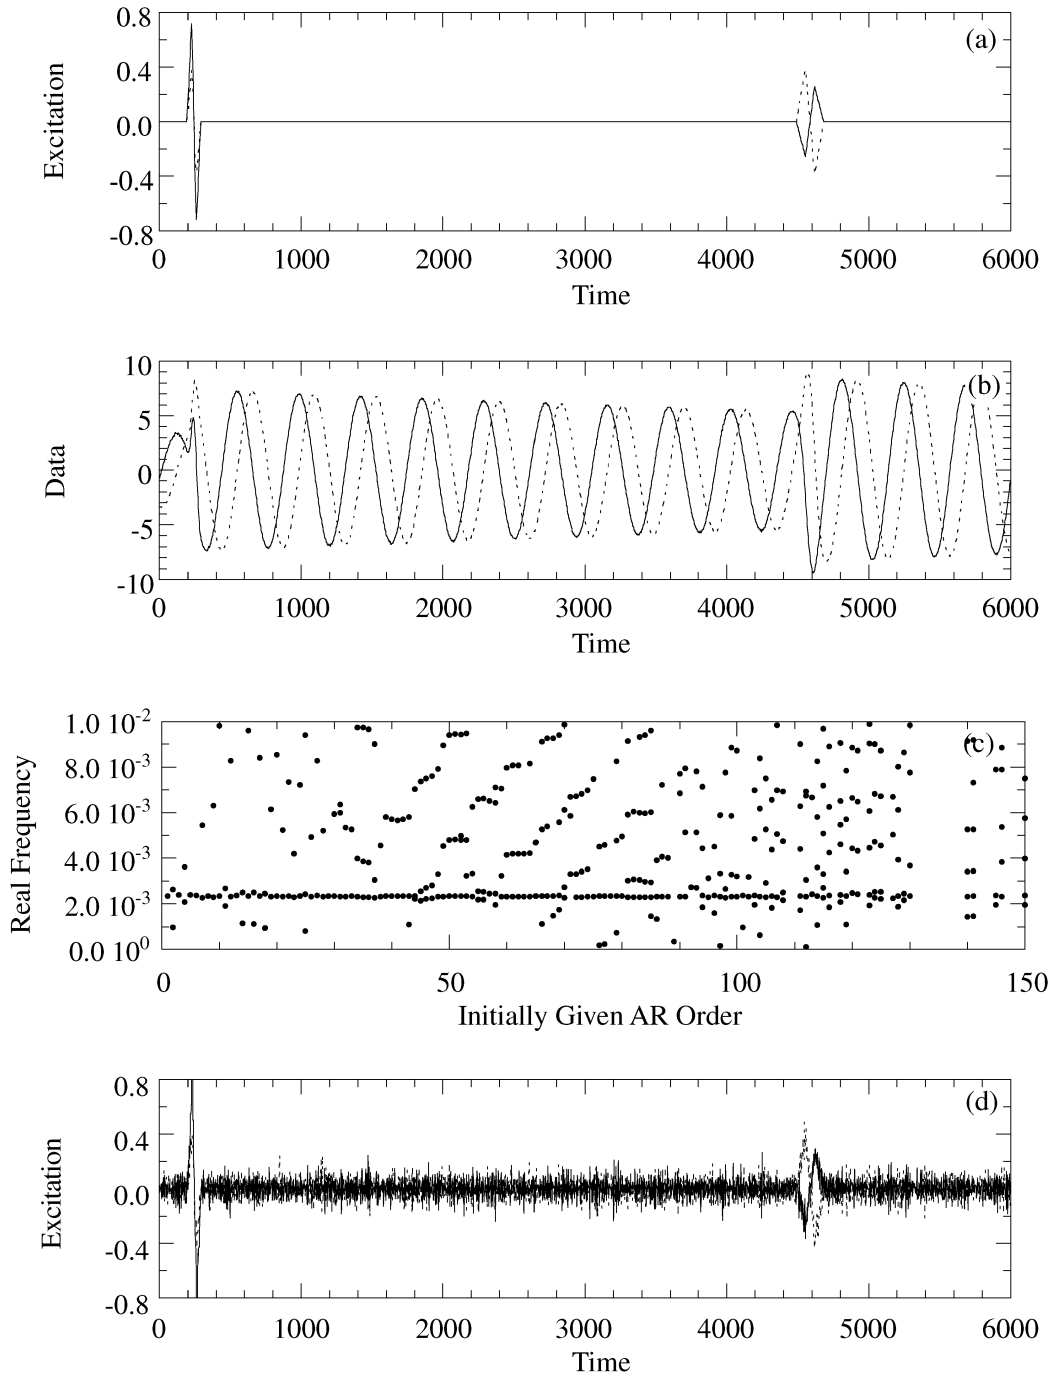 0.8
(a)
0.4
Excitation
0.0
-0.4
-0.8
0 1000 2000 3000 4000 5000 6000
Time
10
(b)
5
Data
0
-5
-10
0 1000 2000 3000 4000 5000 6000
Time
1.0 10-2
(c)
8.0 10-3
Real Frequency
6.0 10-3
4.0 10-3
2.0 10-3
0.0 100
0 50 100 150
Initially Given AR Order
0.8
(d)
0.4
Excitation
0.0
-0.4
-0.8
0 1000 2000 3000 4000 5000 6000
Time